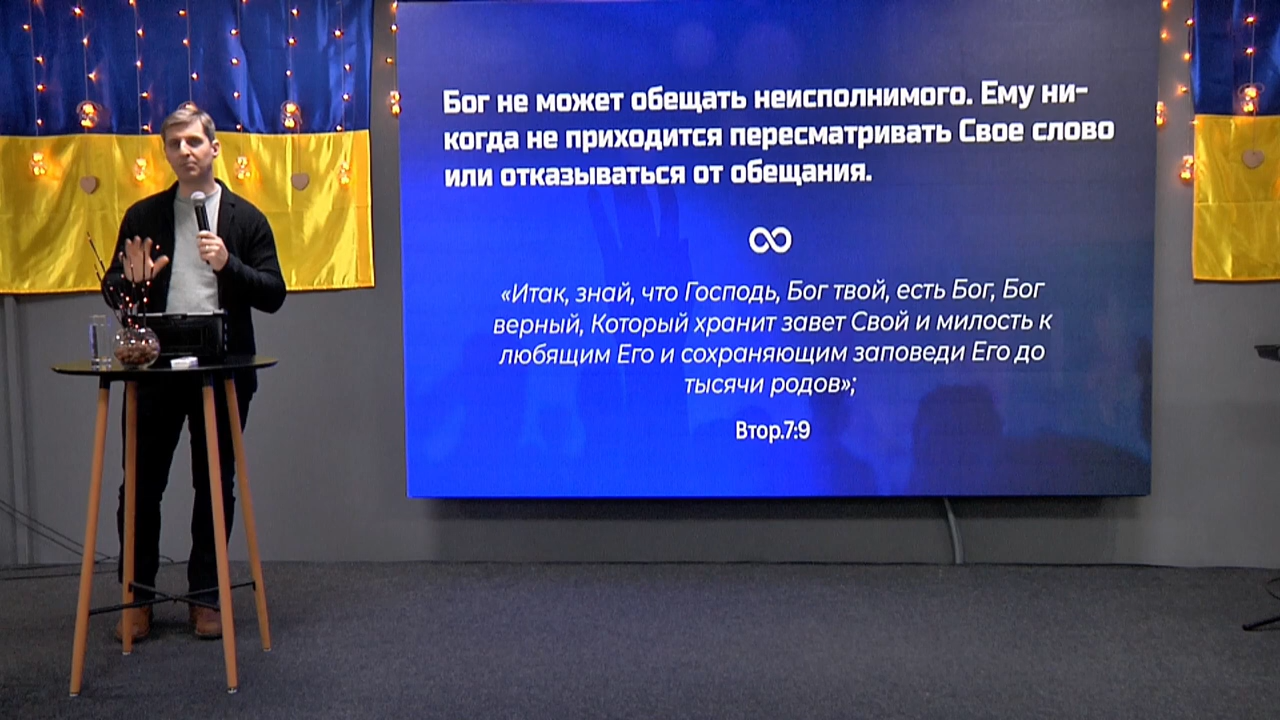 Бог не может обещать неисполнимого. Ему ни-
когда не приходится пересматривать Свое слово
или отказываться от обещания.
«Итак, знай, что Господь, Бог твой, есть Бог, Бог
верный, Который хранит завет Свой и милость к
любящим Его и сохраняющим заповеди Его до
тысячи родов»;
Втор.7:9